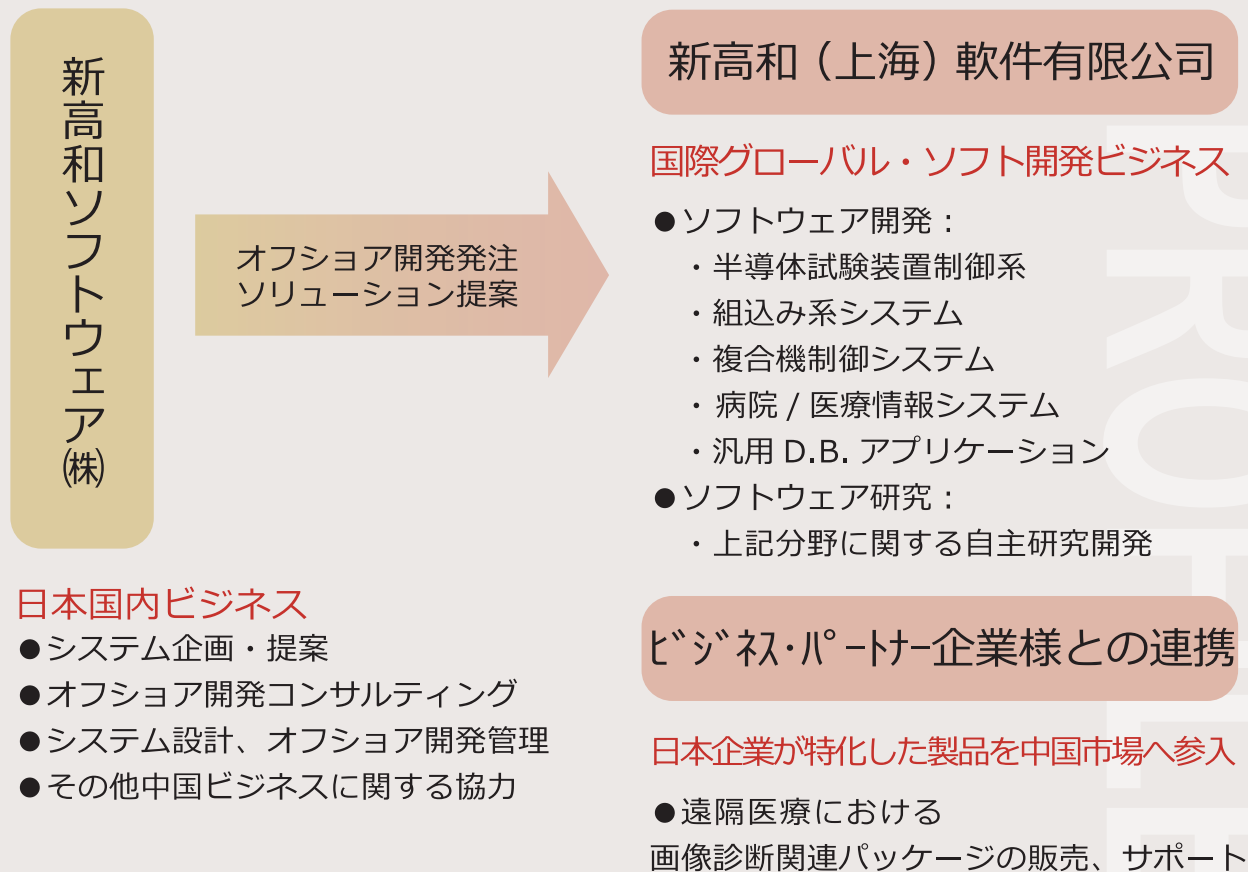 新高和ソフトウェア㈱
日本国内ビジネス
●システム企画・提案
●オフショア開発コンサルティング
●システム設計、オフショア開発管理
●その他中国ビジネスに関する協力
オフショア開発発注
ソリューション提案
新高和（上海）軟件有限公司
国際グローバル・ソフト開発ビジネス
●ソフトウェア開発：
・半導体試験装置制御系
・組込み系システム
・複合機制御システム
・病院 / 医療情報システム
・汎用 D.B. アプリケーション
●ソフトウェア研究：
・上記分野に関する自主研究開発
ﾋﾞｼﾞﾈｽ･ﾊﾟｰﾄﾅｰ企業様との連携
日本企業が特化した製品を中国市場へ参入
●遠隔医療における
画像診断関連パッケージの販売、サポート
PROFILE